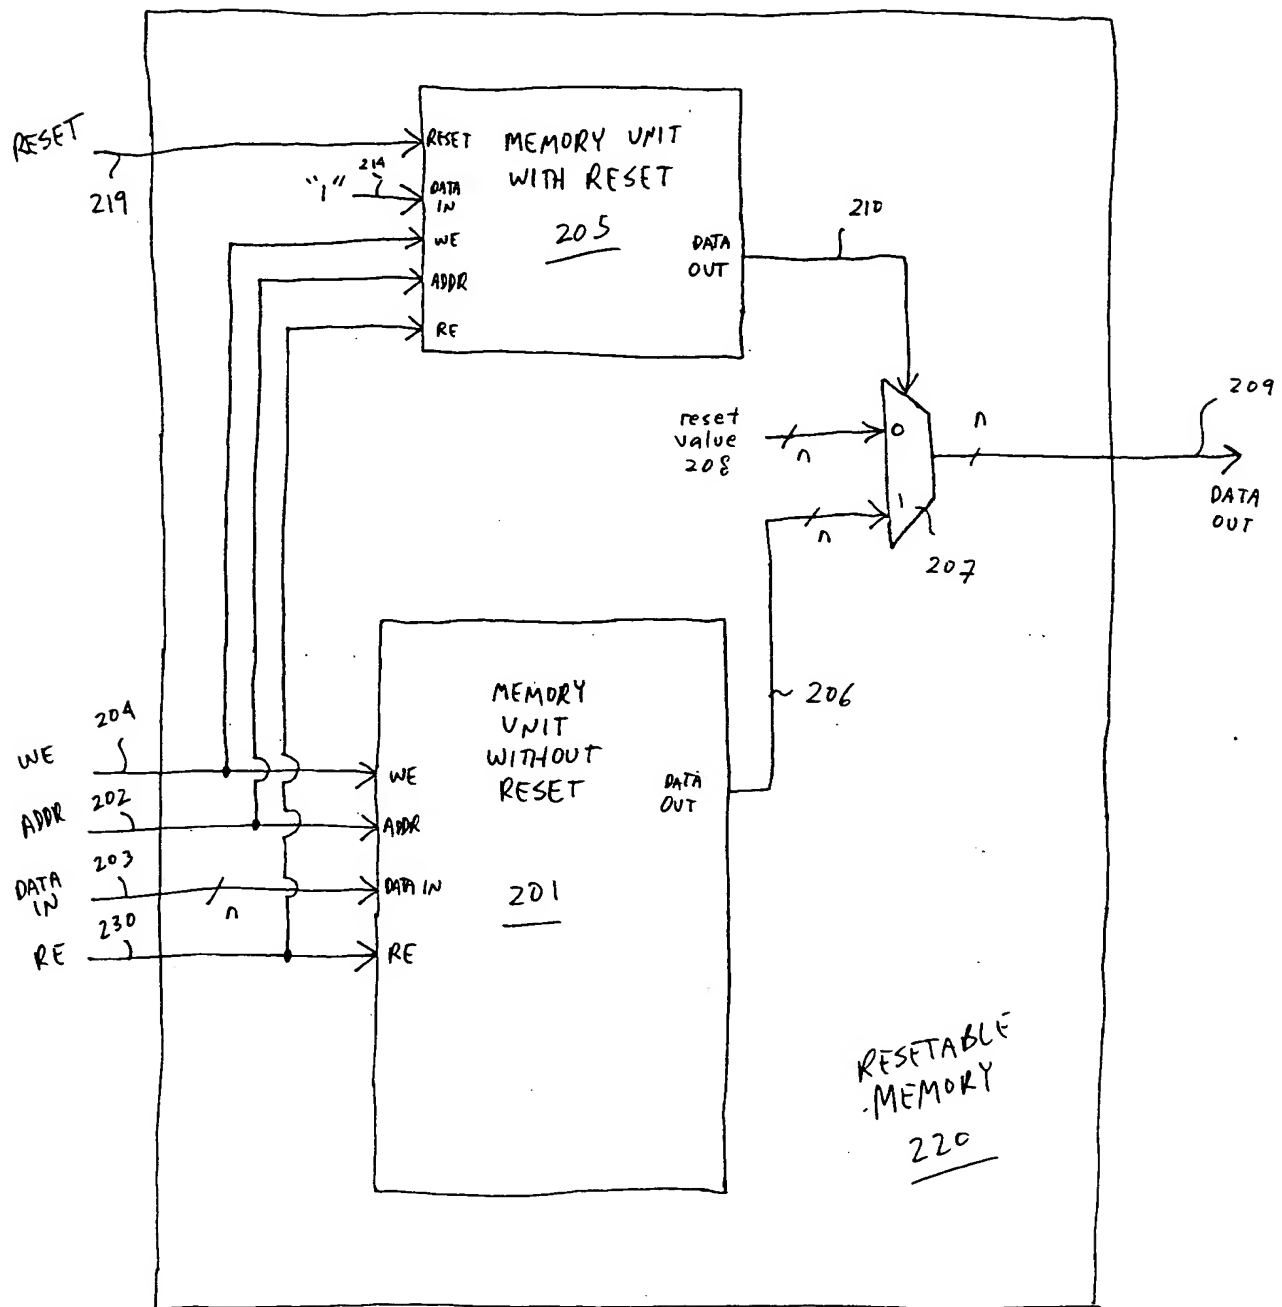 RESET
219
RESET
MEMORY UNIT
WITH RESET
205
"1"
214
DATA
IN
WE
ADDR
RE
DATA
OUT
210
reset
value
208
n
0
1
n
n
207
209
DATA
OUT
206
MEMORY
UNIT
WITHOUT
RESET
201
WE
204
ADDR
202
DATA
IN
203
n
RE
230
WE
ADDR
DATA IN
RE
DATA
OUT
RESETABLE
MEMORY
220